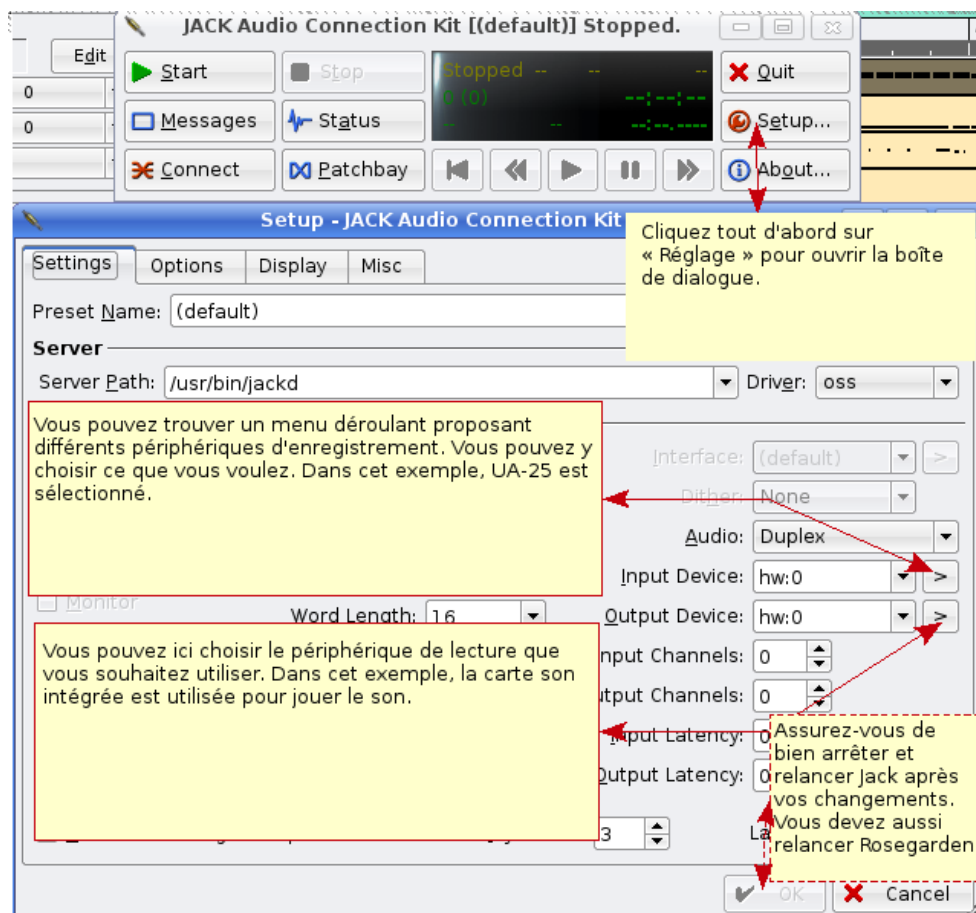 JACK Audio Connection Kit [(default)] Stopped.
Edit
Start
Stop
Stopped -- -- --
Quit
0
0 (0) --:--:--
Messages
Status
-- -- --:--.----
Setup...
0
Connect
Patchbay
About...
Setup - JACK Audio Connection Kit
Cliquez tout d'abord sur
« Réglage » pour ouvrir la boîte
de dialogue.
Settings
Options
Display
Misc
Preset Name: (default)
Server
Server Path: /usr/bin/jackd
Driver: oss
Vous pouvez trouver un menu déroulant proposant
différents périphériques d'enregistrement. Vous pouvez y
choisir ce que vous voulez. Dans cet exemple, UA-25 est
sélectionné.
Interface: (default) >
Dither: None
Audio: Duplex
Input Device: hw:0 >
Monitor
Word Length: 16
Output Device: hw:0 >
Vous pouvez ici choisir le périphérique de lecture que
vous souhaitez utiliser. Dans cet exemple, la carte son
intégrée est utilisée pour jouer le son.
nput Channels: 0
utput Channels: 0
Input Latency: 0
Output Latency: 0
Assurez-vous de
bien arrêter et
relancer Jack après
vos changements.
Vous devez aussi
relancer Rosegarden
3
La
OK
Cancel